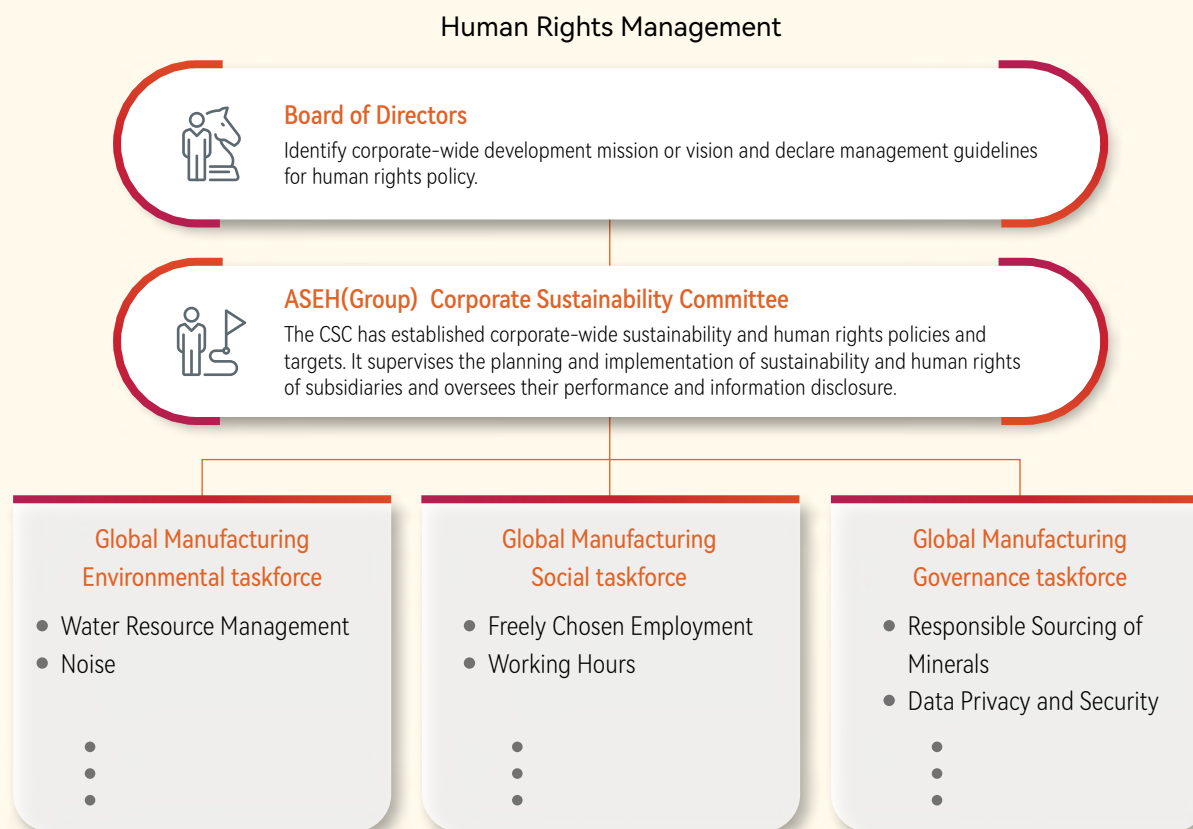 Human Rights Management
Board of Directors
Identify corporate-wide development mission or vision and declare management guidelines
for human rights policy.
ASEH(Group) Corporate Sustainability Committee
The CSC has established corporate-wide sustainability and human rights policies and
targets. It supervises the planning and implementation of sustainability and human rights
of subsidiaries and oversees their performance and information disclosure.
Global Manufacturing
Environmental taskforce
• Water Resource Management
• Noise
•
•
•
Global Manufacturing
Social taskforce
• Freely Chosen Employment
• Working Hours
•
•
•
Global Manufacturing
Governance taskforce
• Responsible Sourcing of
Minerals
• Data Privacy and Security
•
•
•